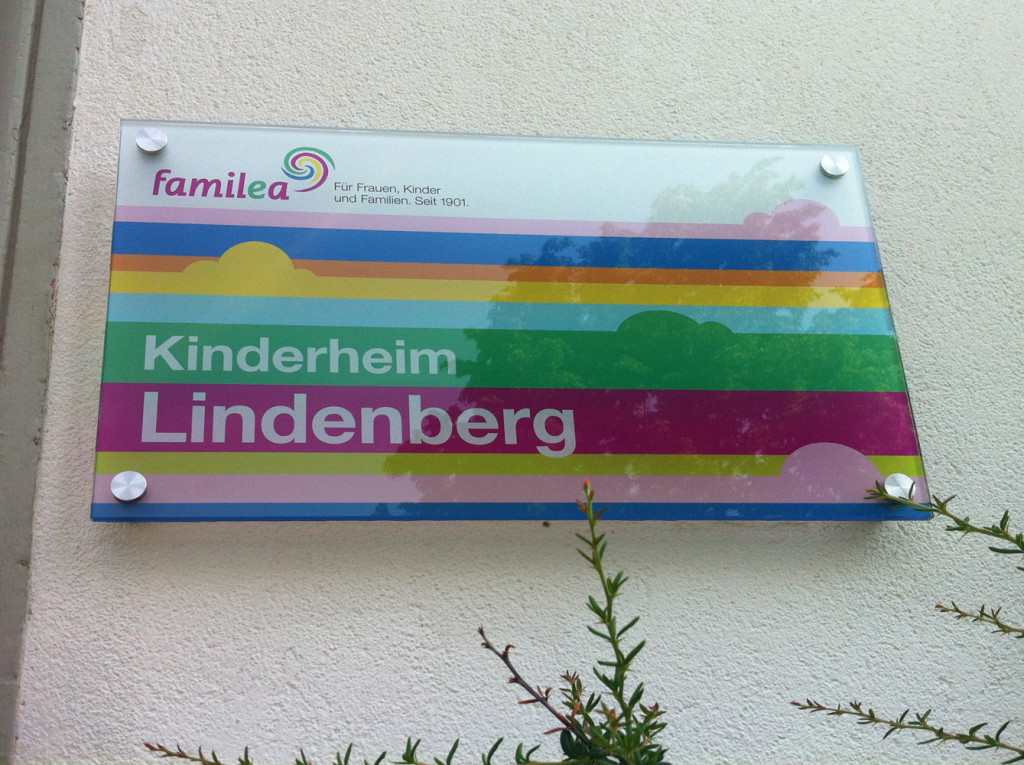 familea
Für Frauen, Kinder
und Familien. Seit 1901.
Kinderheim
Lindenberg